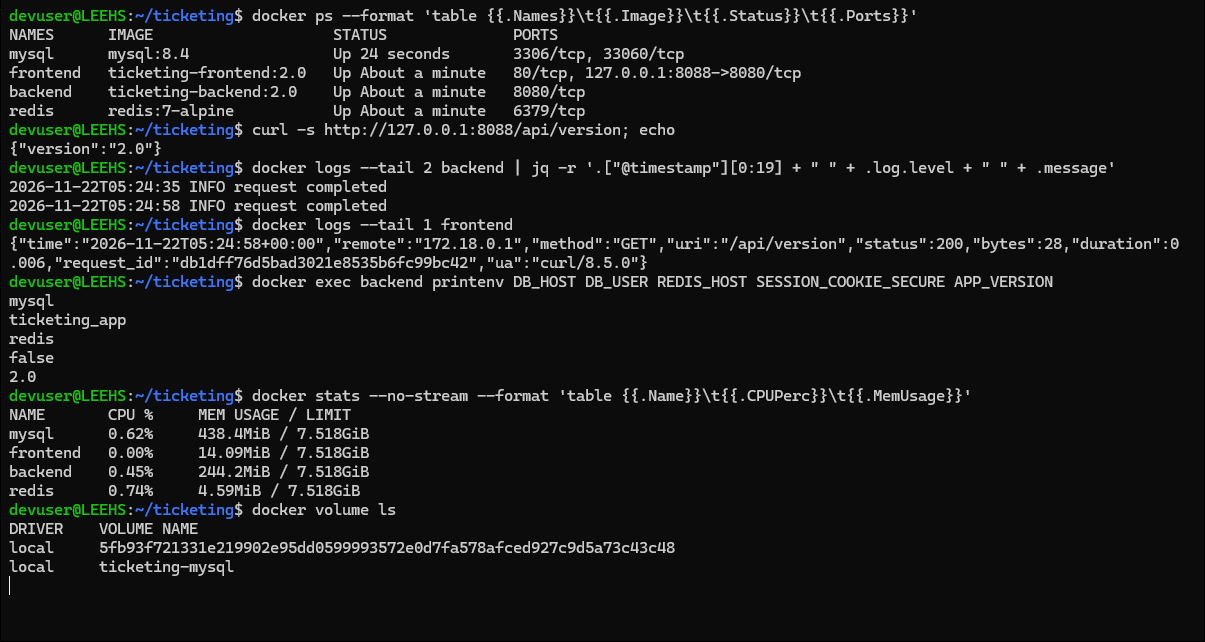 devuser@LEEHS:~/ticketing$ docker ps --format 'table {{.Names}}\t{{.Image}}\t{{.Status}}\t{{.Ports}}'
NAMES      IMAGE                    STATUS              PORTS
mysql      mysql:8.4                Up 24 seconds       3306/tcp, 33060/tcp
frontend   ticketing-frontend:2.0   Up About a minute   80/tcp, 127.0.0.1:8088->8080/tcp
backend    ticketing-backend:2.0    Up About a minute   8080/tcp
redis      redis:7-alpine           Up About a minute   6379/tcp
devuser@LEEHS:~/ticketing$ curl -s http://127.0.0.1:8088/api/version; echo
{"version":"2.0"}
devuser@LEEHS:~/ticketing$ docker logs --tail 2 backend | jq -r '.["@timestamp"][0:19] + " " + .log.level + " " + .message'
2026-11-22T05:24:35 INFO request completed
2026-11-22T05:24:58 INFO request completed
devuser@LEEHS:~/ticketing$ docker logs --tail 1 frontend
{"time":"2026-11-22T05:24:58+00:00","remote":"172.18.0.1","method":"GET","uri":"/api/version","status":200,"bytes":28,"duration":0
.006,"request_id":"db1dff76d5bad3021e8535b6fc99bc42","ua":"curl/8.5.0"}
devuser@LEEHS:~/ticketing$ docker exec backend printenv DB_HOST DB_USER REDIS_HOST SESSION_COOKIE_SECURE APP_VERSION
mysql
ticketing_app
redis
false
2.0
devuser@LEEHS:~/ticketing$ docker stats --no-stream --format 'table {{.Name}}\t{{.CPUPerc}}\t{{.MemUsage}}'
NAME       CPU %     MEM USAGE / LIMIT
mysql      0.62%     438.4MiB / 7.518GiB
frontend   0.00%     14.09MiB / 7.518GiB
backend    0.45%     244.2MiB / 7.518GiB
redis      0.74%     4.59MiB / 7.518GiB
devuser@LEEHS:~/ticketing$ docker volume ls
DRIVER    VOLUME NAME
local     5fb93f721331e219902e95dd0599993572e0d7fa578afced927c9d5a73c43c48
local     ticketing-mysql